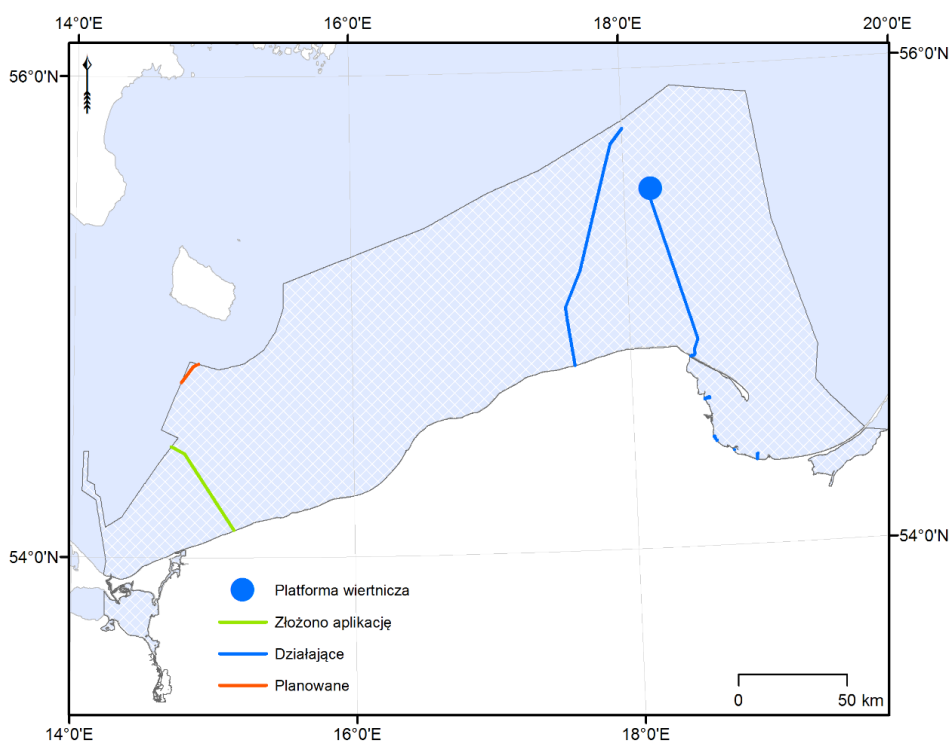 14°0'E 16°0'E 18°0'E 20°0'E
56°0'N 56°0'N
54°0'N 54°0'N
Platforma wiertnicza
Złożono aplikację
Działające
Planowane
0 50 km
14°0'E 16°0'E 18°0'E 20°0'E